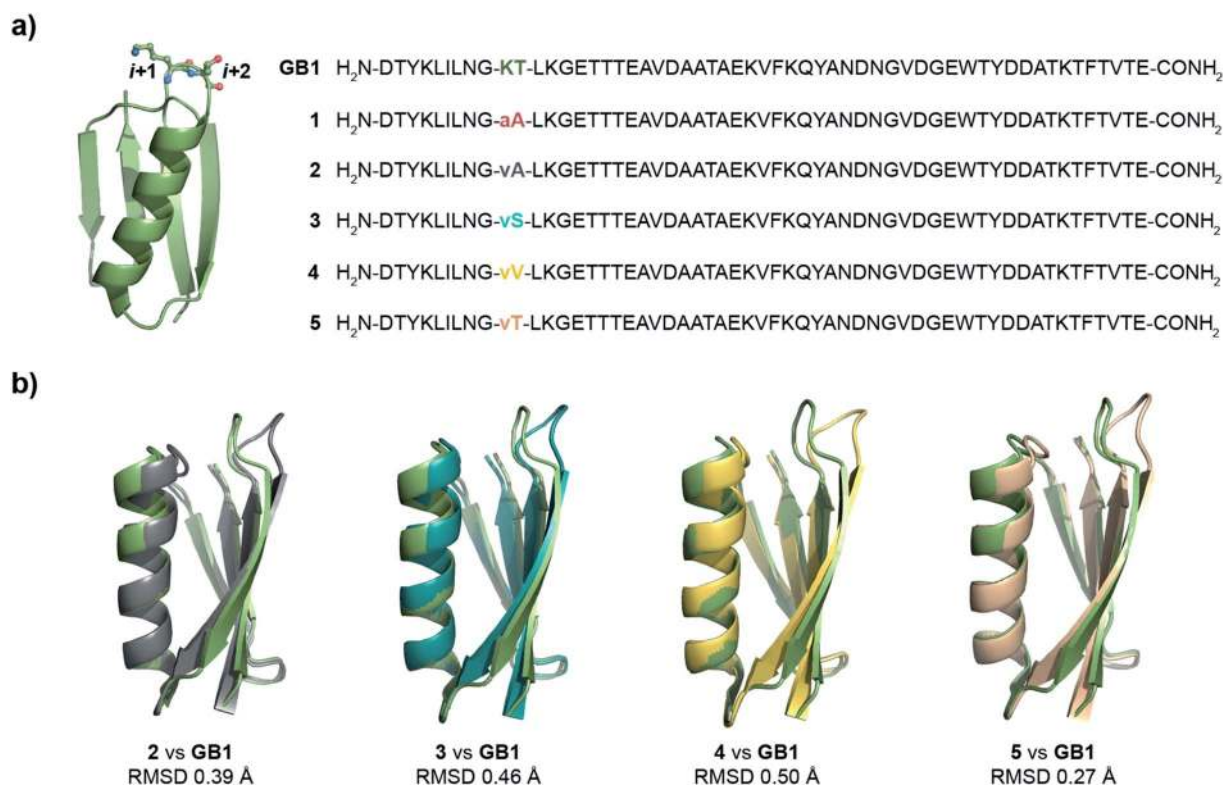 a)
i+1 i+2
GB1 H2N-DTYKLILNG-KT-LKGETTTEAVDAATAEKVFKQYANDNGVDGEWTYDDATKTFTVTE-CONH2
1 H2N-DTYKLILNG-aA-LKGETTTEAVDAATAEKVFKQYANDNGVDGEWTYDDATKTFTVTE-CONH2
2 H2N-DTYKLILNG-vA-LKGETTTEAVDAATAEKVFKQYANDNGVDGEWTYDDATKTFTVTE-CONH2
3 H2N-DTYKLILNG-vS-LKGETTTEAVDAATAEKVFKQYANDNGVDGEWTYDDATKTFTVTE-CONH2
4 H2N-DTYKLILNG-vV-LKGETTTEAVDAATAEKVFKQYANDNGVDGEWTYDDATKTFTVTE-CONH2
5 H2N-DTYKLILNG-vT-LKGETTTEAVDAATAEKVFKQYANDNGVDGEWTYDDATKTFTVTE-CONH2
b)
2 vs GB1
RMSD 0.39 Å
3 vs GB1
RMSD 0.46 Å
4 vs GB1
RMSD 0.50 Å
5 vs GB1
RMSD 0.27 Å